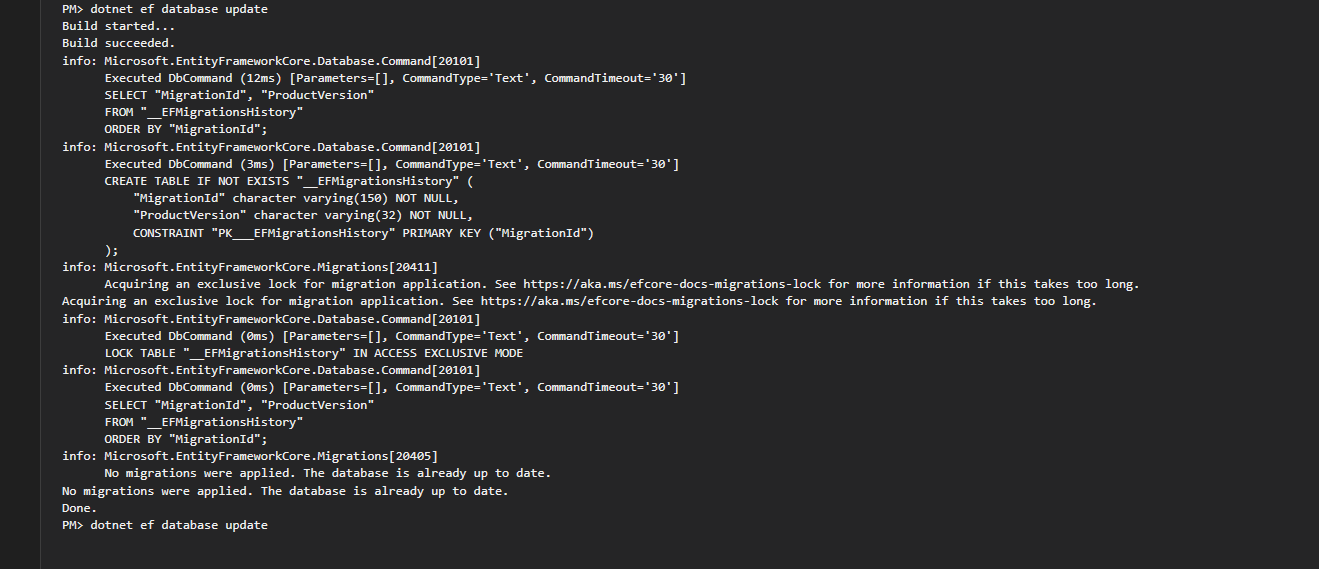 PM> dotnet ef database update
Build started...
Build succeeded.
info: Microsoft.EntityFrameworkCore.Database.Command[20101]
      Executed DbCommand (12ms) [Parameters=[], CommandType='Text', CommandTimeout='30']
      SELECT "MigrationId", "ProductVersion"
      FROM "__EFMigrationsHistory"
      ORDER BY "MigrationId";
info: Microsoft.EntityFrameworkCore.Database.Command[20101]
      Executed DbCommand (3ms) [Parameters=[], CommandType='Text', CommandTimeout='30']
      CREATE TABLE IF NOT EXISTS "__EFMigrationsHistory" (
          "MigrationId" character varying(150) NOT NULL,
          "ProductVersion" character varying(32) NOT NULL,
          CONSTRAINT "PK___EFMigrationsHistory" PRIMARY KEY ("MigrationId")
      );
info: Microsoft.EntityFrameworkCore.Migrations[20411]
      Acquiring an exclusive lock for migration application. See https://aka.ms/efcore-docs-migrations-lock for more information if this takes too long.
Acquiring an exclusive lock for migration application. See https://aka.ms/efcore-docs-migrations-lock for more information if this takes too long.
info: Microsoft.EntityFrameworkCore.Database.Command[20101]
      Executed DbCommand (0ms) [Parameters=[], CommandType='Text', CommandTimeout='30']
      LOCK TABLE "__EFMigrationsHistory" IN ACCESS EXCLUSIVE MODE
info: Microsoft.EntityFrameworkCore.Database.Command[20101]
      Executed DbCommand (0ms) [Parameters=[], CommandType='Text', CommandTimeout='30']
      SELECT "MigrationId", "ProductVersion"
      FROM "__EFMigrationsHistory"
      ORDER BY "MigrationId";
info: Microsoft.EntityFrameworkCore.Migrations[20405]
      No migrations were applied. The database is already up to date.
No migrations were applied. The database is already up to date.
Done.
PM> dotnet ef database update